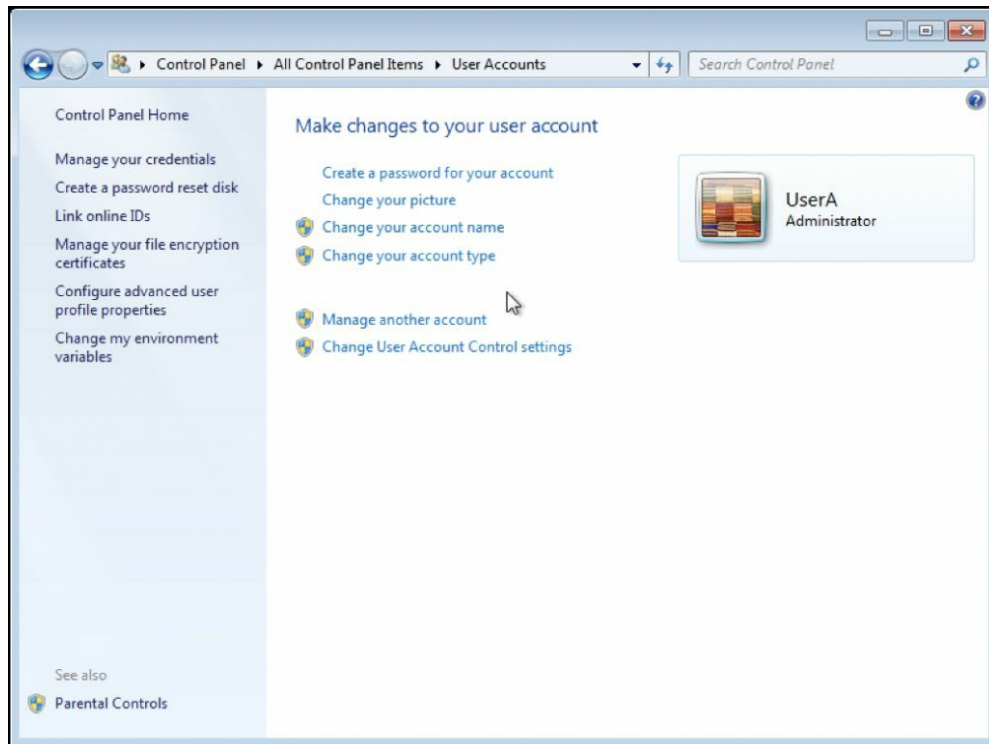 Control Panel ▸ All Control Panel Items ▸ User Accounts
Search Control Panel
Control Panel Home
Manage your credentials
Create a password reset disk
Link online IDs
Manage your file encryption
certificates
Configure advanced user
profile properties
Change my environment
variables
Make changes to your user account
Create a password for your account
Change your picture
Change your account name
Change your account type
Manage another account
Change User Account Control settings
UserA
Administrator
See also
Parental Controls